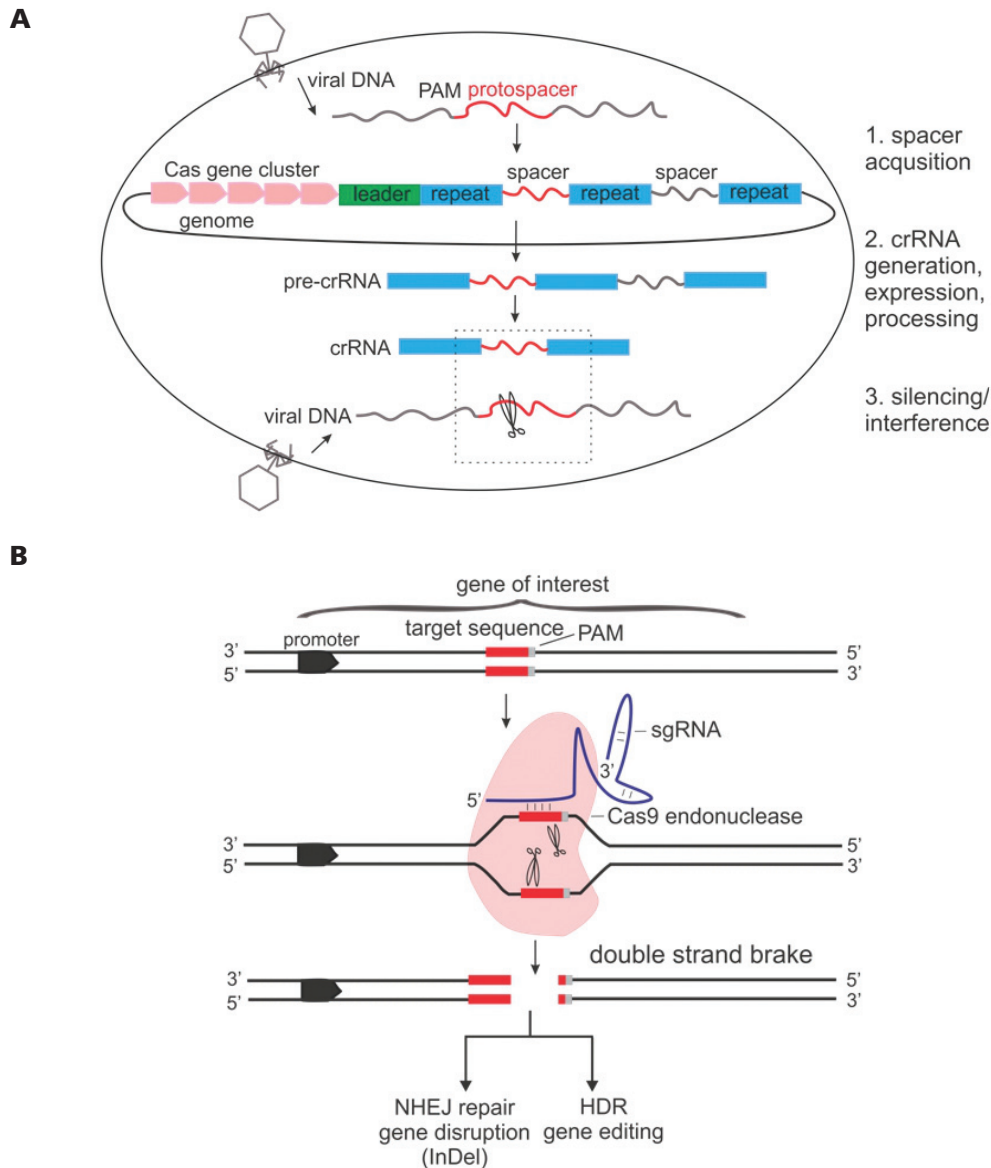 A
viral DNA
PAM protospacer
1. spacer
acqusition
Cas gene cluster
spacer
spacer
leader
repeat
repeat
repeat
genome
2. crRNA
generation,
expression,
processing
pre-crRNA
crRNA
3. silencing/
interference
viral DNA
B
gene of interest
promoter
target sequence
PAM
3'
5'
5'
3'
sgRNA
3'
5'
Cas9 endonuclease
3'
5'
5'
3'
double strand brake
3'
5'
5'
3'
NHEJ repair
gene disruption
(InDel)
HDR
gene editing